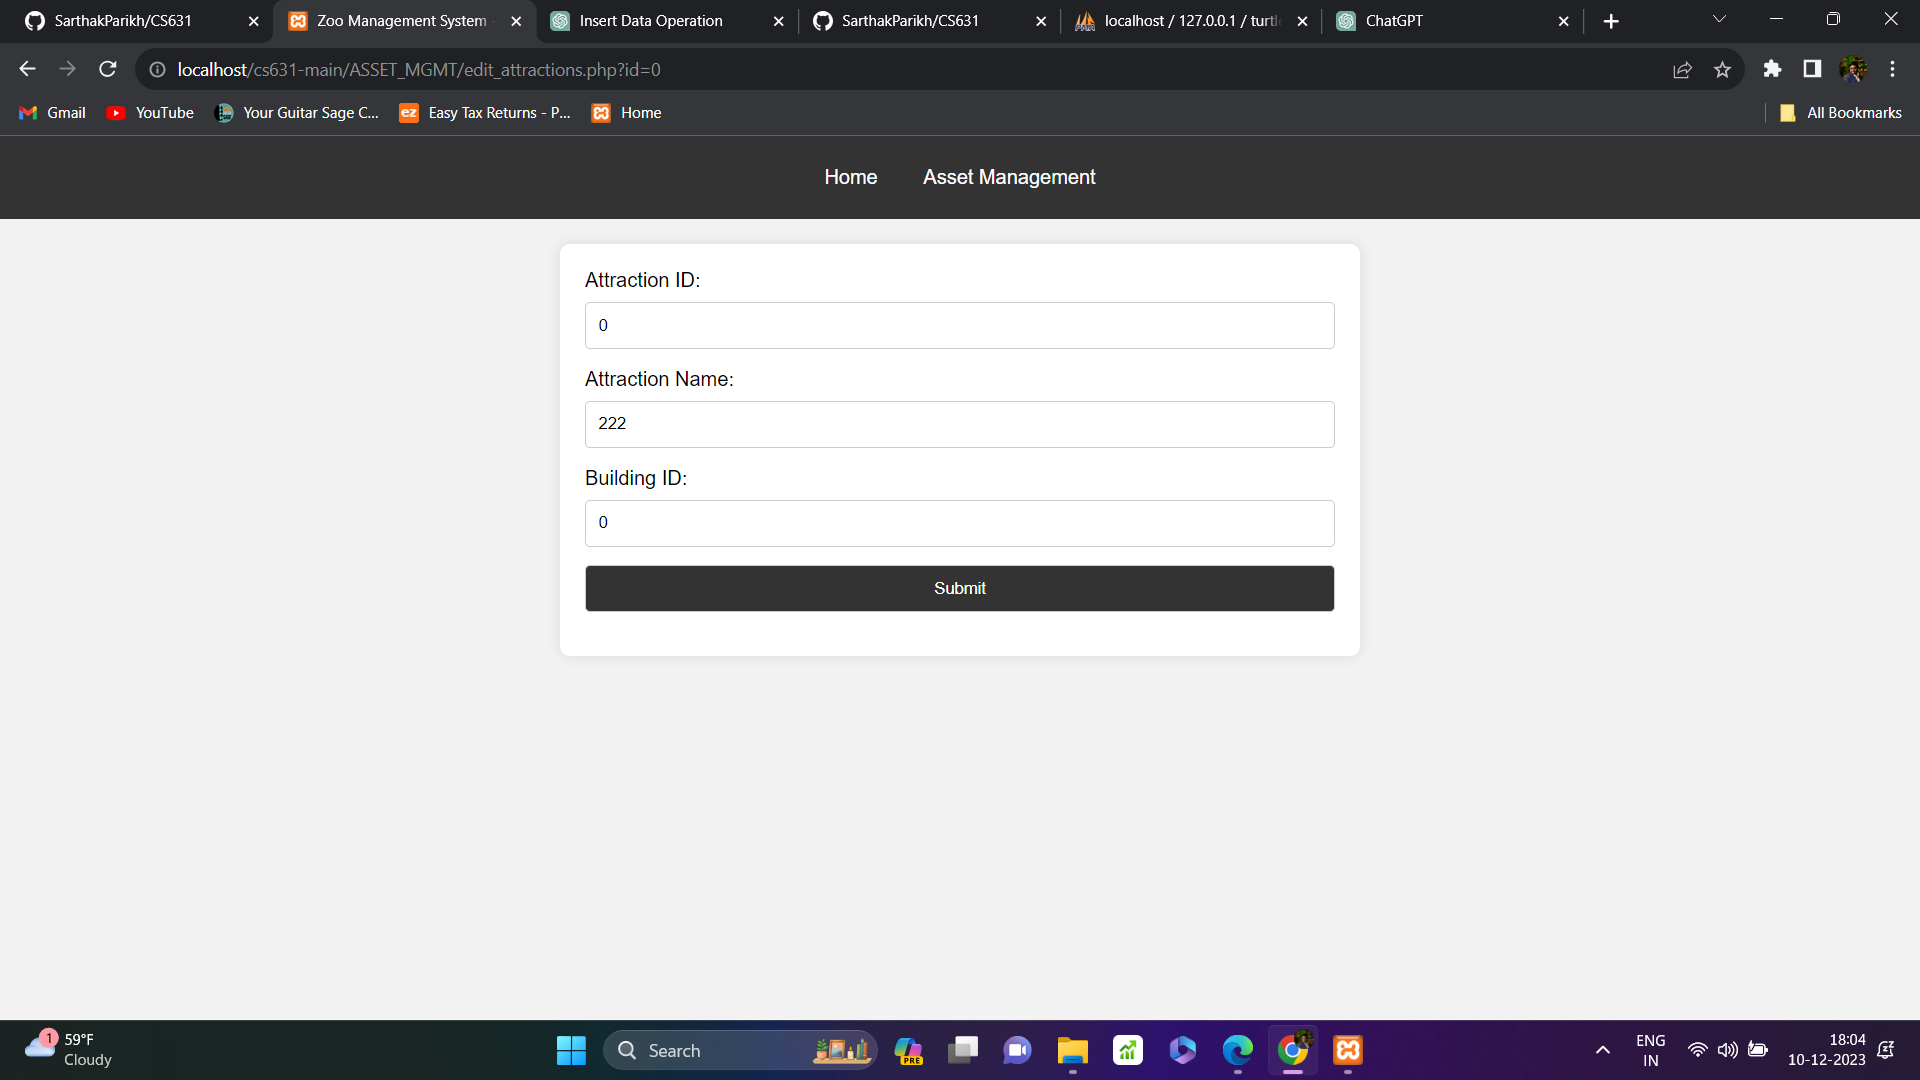 SarthakParikh/CS631
Zoo Management System
Insert Data Operation
SarthakParikh/CS631
localhost / 127.0.0.1 / turtl
ChatGPT
localhost/cs631-main/ASSET_MGMT/edit_attractions.php?id=0
Gmail
YouTube
Your Guitar Sage C...
ez
Easy Tax Returns - P...
Home
All Bookmarks
Home
Asset Management
Attraction ID:
0
Attraction Name:
222
Building ID:
0
Submit
1
59°F
Cloudy
Search
PRE
ENG
IN
18:04
10-12-2023